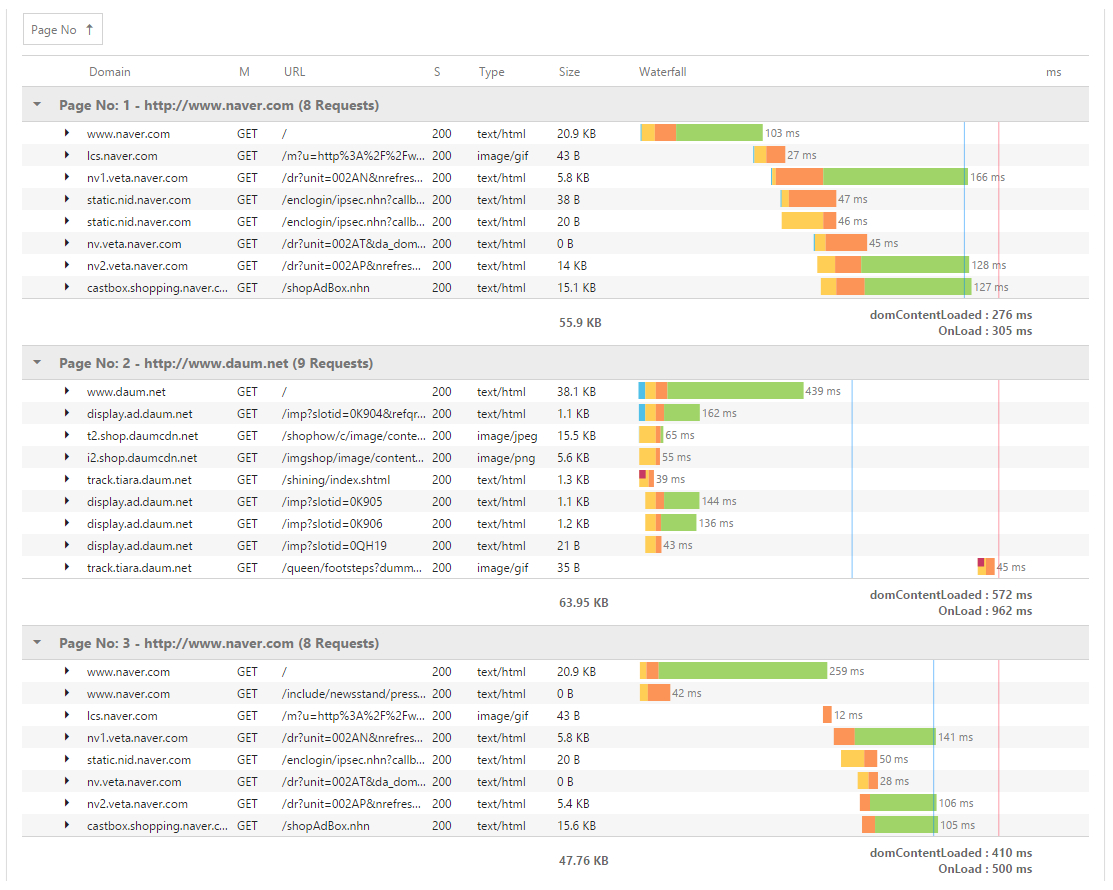 Page No ↑
Domain M URL S Type Size Waterfall ms
Page No: 1 - http://www.naver.com (8 Requests)
www.naver.com GET / 200 text/html 20.9 KB 103 ms
lcs.naver.com GET /m?u=http%3A%2F%2Fw... 200 image/gif 43 B 27 ms
nv1.veta.naver.com GET /dr?unit=002AN&nrefres... 200 text/html 5.8 KB 166 ms
static.nid.naver.com GET /enclogin/ipsec.nhn?callb... 200 text/html 38 B 47 ms
static.nid.naver.com GET /enclogin/ipsec.nhn?callb... 200 text/html 20 B 46 ms
nv.veta.naver.com GET /dr?unit=002AT&da_dom... 200 text/html 0 B 45 ms
nv2.veta.naver.com GET /dr?unit=002AP&nrefres... 200 text/html 14 KB 128 ms
castbox.shopping.naver.c... GET /shopAdBox.nhn 200 text/html 15.1 KB 127 ms
55.9 KB domContentLoaded : 276 ms
OnLoad : 305 ms
Page No: 2 - http://www.daum.net (9 Requests)
www.daum.net GET / 200 text/html 38.1 KB 439 ms
display.ad.daum.net GET /imp?slotid=0K904&refqr... 200 text/html 1.1 KB 162 ms
t2.shop.daumcdn.net GET /shophow/c/image/conte... 200 image/jpeg 15.5 KB 65 ms
i2.shop.daumcdn.net GET /imgshop/image/content... 200 image/png 5.6 KB 55 ms
track.tiara.daum.net GET /shining/index.shtml 200 text/html 1.3 KB 39 ms
display.ad.daum.net GET /imp?slotid=0K905 200 text/html 1.1 KB 144 ms
display.ad.daum.net GET /imp?slotid=0K906 200 text/html 1.2 KB 136 ms
display.ad.daum.net GET /imp?slotid=0QH19 200 text/html 21 B 43 ms
track.tiara.daum.net GET /queen/footsteps?dumm... 200 image/gif 35 B 45 ms
63.95 KB domContentLoaded : 572 ms
OnLoad : 962 ms
Page No: 3 - http://www.naver.com (8 Requests)
www.naver.com GET / 200 text/html 20.9 KB 259 ms
www.naver.com GET /include/newsstand/press... 200 text/html 0 B 42 ms
lcs.naver.com GET /m?u=http%3A%2F%2Fw... 200 image/gif 43 B 12 ms
nv1.veta.naver.com GET /dr?unit=002AN&nrefres... 200 text/html 5.8 KB 141 ms
static.nid.naver.com GET /enclogin/ipsec.nhn?callb... 200 text/html 20 B 50 ms
nv.veta.naver.com GET /dr?unit=002AT&da_dom... 200 text/html 0 B 28 ms
nv2.veta.naver.com GET /dr?unit=002AP&nrefres... 200 text/html 5.4 KB 106 ms
castbox.shopping.naver.c... GET /shopAdBox.nhn 200 text/html 15.6 KB 105 ms
47.76 KB domContentLoaded : 410 ms
OnLoad : 500 ms